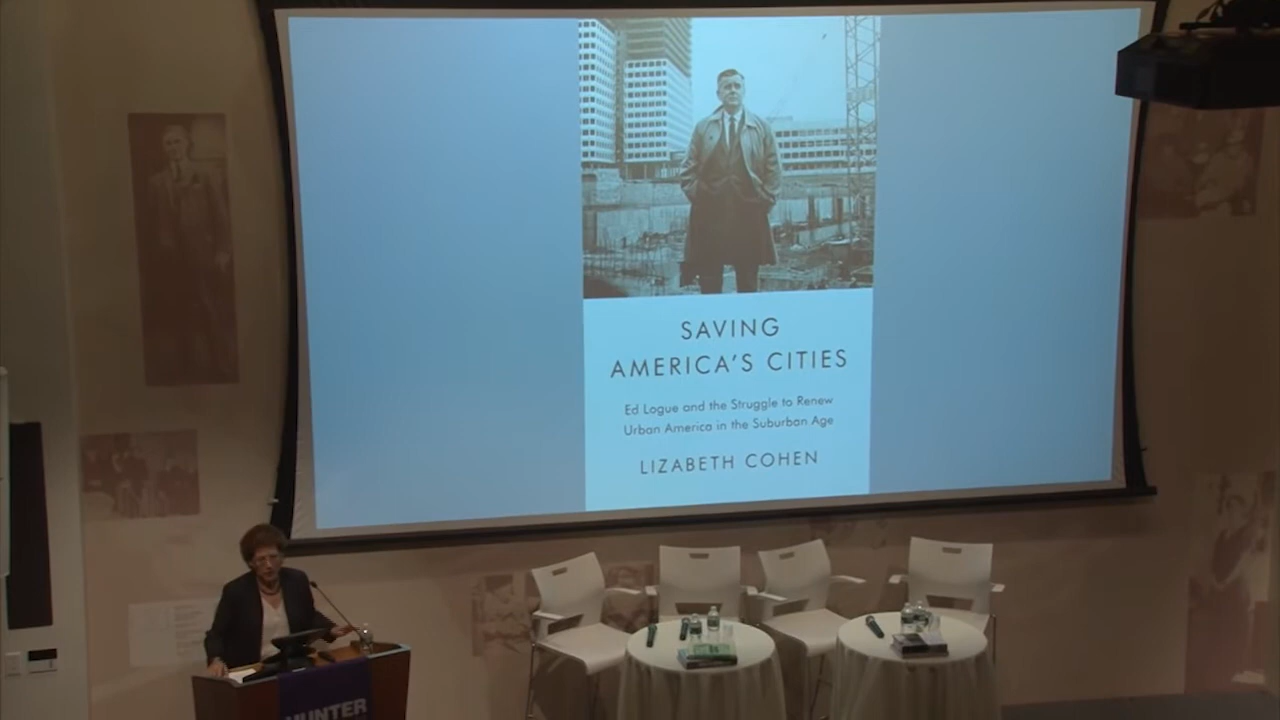 SAVING
AMERICA'S CITIES
Ed Logue and the Struggle to Renew
Urban America in the Suburban Age
LIZABETH COHEN
HUNTER